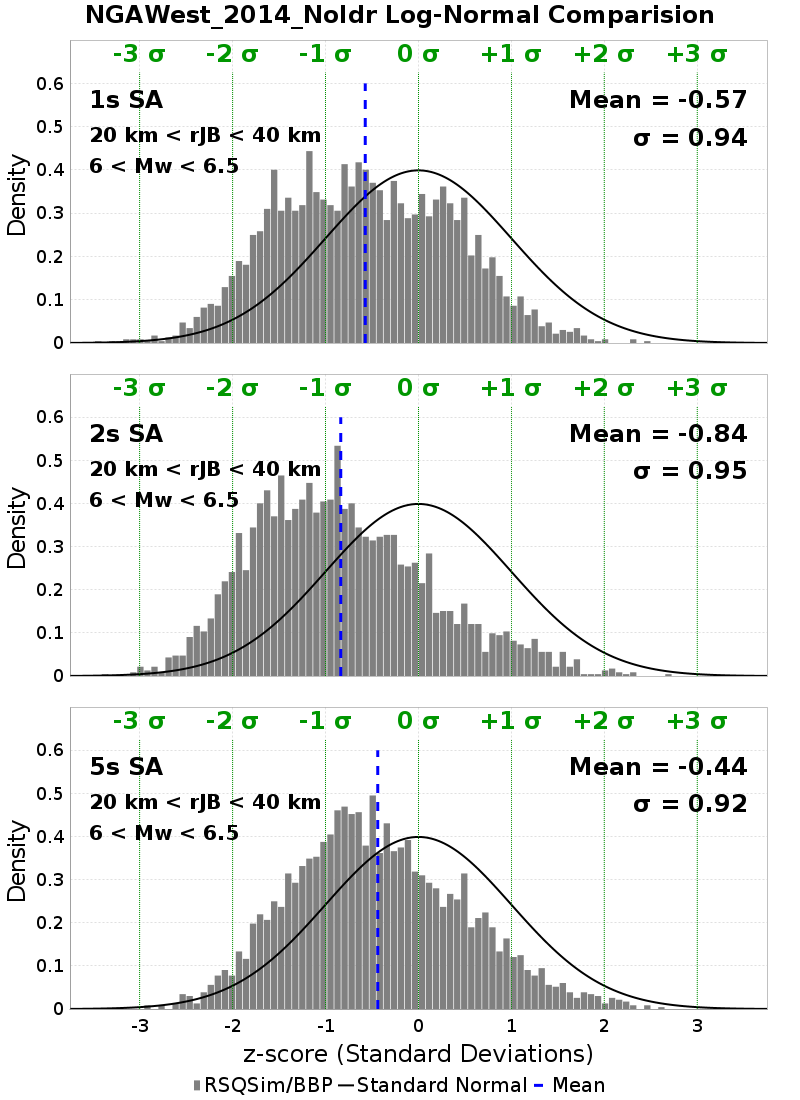 NGAWest_2014_NoIdr Log-Normal Comparision
-3 σ -2 σ -1 σ 0 σ +1 σ +2 σ +3 σ
0.6
1s SA
Mean = -0.57
0.5
20 km < rJB < 40 km
σ = 0.94
6 < Mw < 6.5
0.4
Density
0.3
0.2
0.1
0
-3 σ -2 σ -1 σ 0 σ +1 σ +2 σ +3 σ
0.6
2s SA
Mean = -0.84
0.5
20 km < rJB < 40 km
σ = 0.95
6 < Mw < 6.5
0.4
Density
0.3
0.2
0.1
0
-3 σ -2 σ -1 σ 0 σ +1 σ +2 σ +3 σ
0.6
5s SA
Mean = -0.44
0.5
20 km < rJB < 40 km
σ = 0.92
6 < Mw < 6.5
0.4
Density
0.3
0.2
0.1
0
-3 -2 -1 0 1 2 3
z-score (Standard Deviations)
RSQSim/BBP Standard Normal Mean